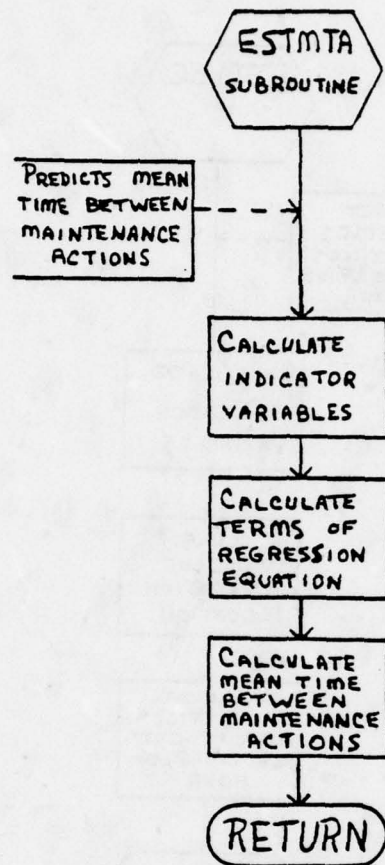 ESTMTA
SUBROUTINE
PREDICTS MEAN
TIME BETWEEN
MAINTENANCE
ACTIONS
CALCULATE
INDICATOR
VARIABLES
CALCULATE
TERMS OF
REGRESSION
EQUATION
CALCULATE
MEAN TIME
BETWEEN
MAINTENANCE
ACTIONS
RETURN